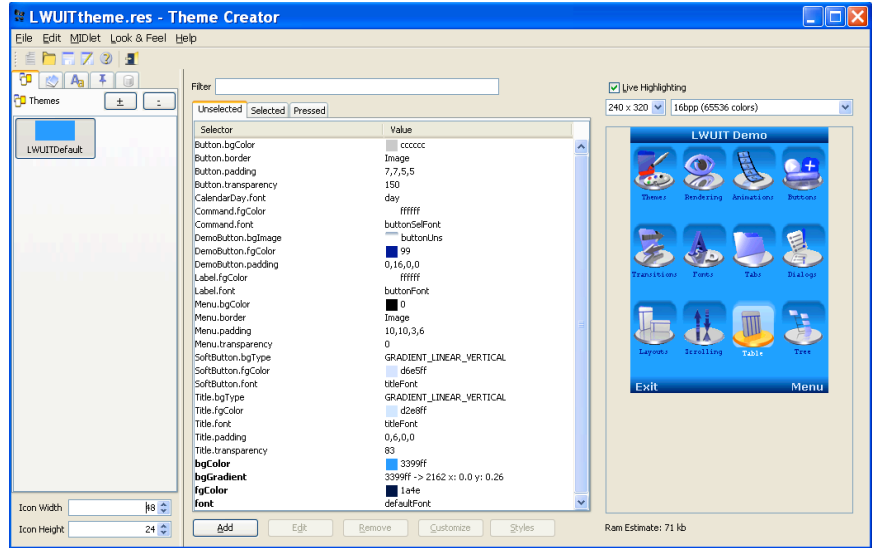 LWUITtheme.res - Theme Creator
File Edit MIDlet Look & Feel Help
Themes + -
LWUITDefault
Icon Width 48
Icon Height 24
Filter
Unselected Selected Pressed
Selector Value
Button.bgColor cccccc
Button.border Image
Button.padding 7,7,5,5
Button.transparency 150
CalendarDay.font day
Command.fgColor ffffff
Command.font buttonSelFont
DemoButton.bgImage buttonUns
DemoButton.fgColor 99
DemoButton.padding 0,16,0,0
Label.fgColor ffffff
Label.font buttonFont
Menu.bgColor 0
Menu.border Image
Menu.padding 10,10,3,6
Menu.transparency 0
SoftButton.bgType GRADIENT_LINEAR_VERTICAL
SoftButton.fgColor d6e5ff
SoftButton.font titleFont
Title.bgType GRADIENT_LINEAR_VERTICAL
Title.fgColor d2e8ff
Title.font titleFont
Title.padding 0,6,0,0
Title.transparency 83
bgColor 3399ff
bgGradient 3399ff -> 2162 x: 0.0 y: 0.26
fgColor 1a4e
font defaultFont
Add Edit Remove Customize Styles
Live Highlighting
240 x 320 16bpp (65536 colors)
LWUIT Demo
Themes Rendering Animations Buttons
Transitions Fonts Tabs Dialogs
Layouts Scrolling Table Tree
Exit Menu
Ram Estimate: 71 kb